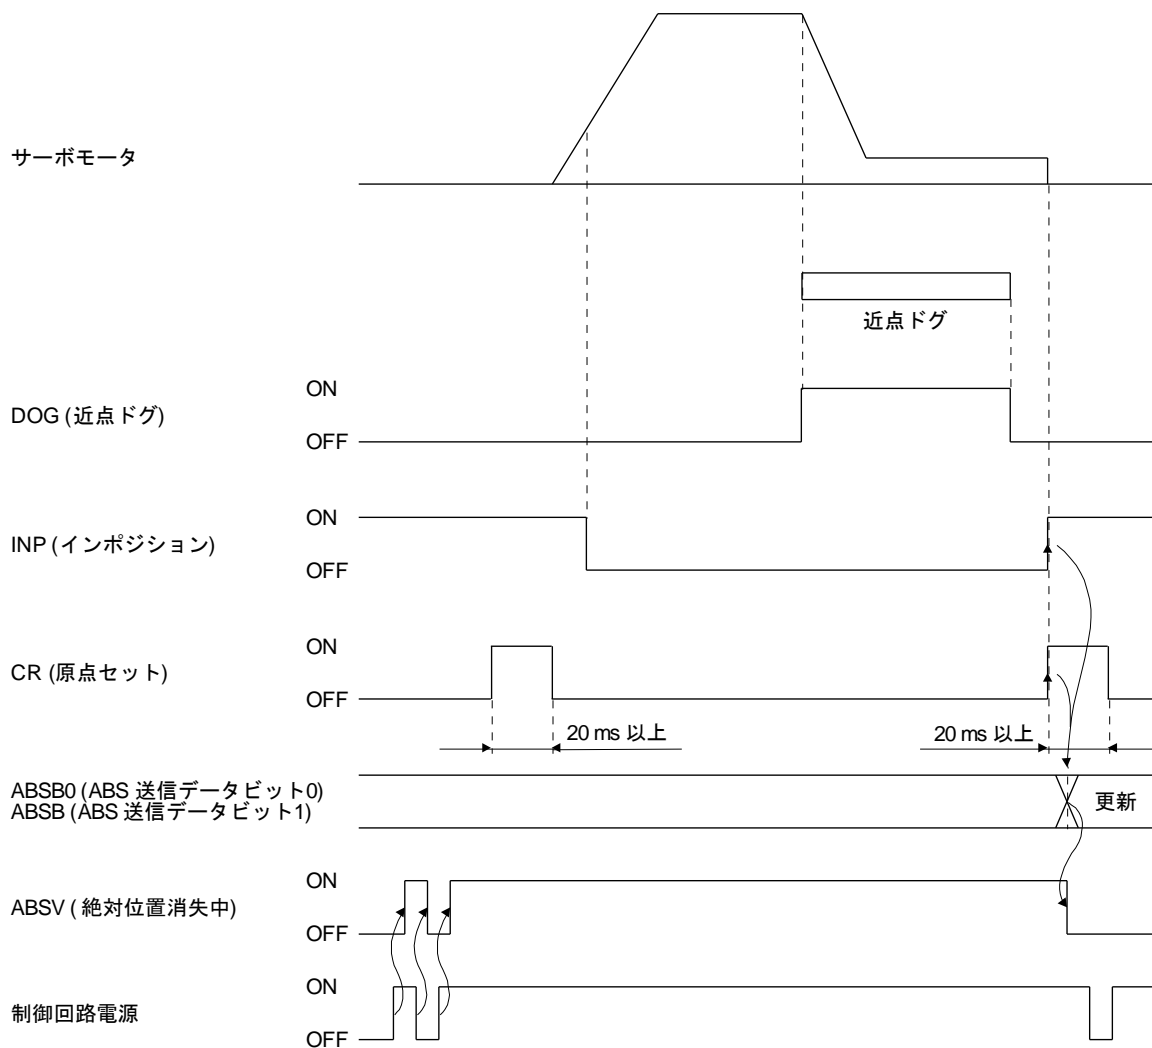 サーボモータ
近点ドグ
ON
DOG (近点ドグ)
OFF
ON
INP (インポジション)
OFF
ON
CR (原点セット)
OFF
20 ms 以上
20 ms 以上
ABSB0 (ABS 送信データビット0)
ABSB (ABS 送信データビット1)
更新
ON
ABSV ( 絶対位置消失中)
OFF
ON
制御回路電源
OFF